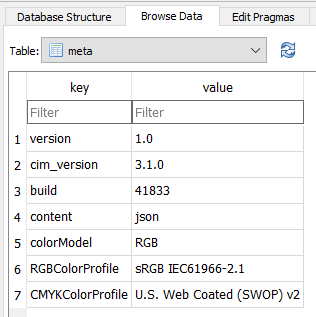 Database Structure Browse Data Edit Pragmas
Table: meta
key value
Filter Filter
1 version 1.0
2 cim_version 3.1.0
3 build 41833
4 content json
5 colorModel RGB
6 RGBColorProfile sRGB IEC61966-2.1
7 CMYKColorProfile U.S. Web Coated (SWOP) v2